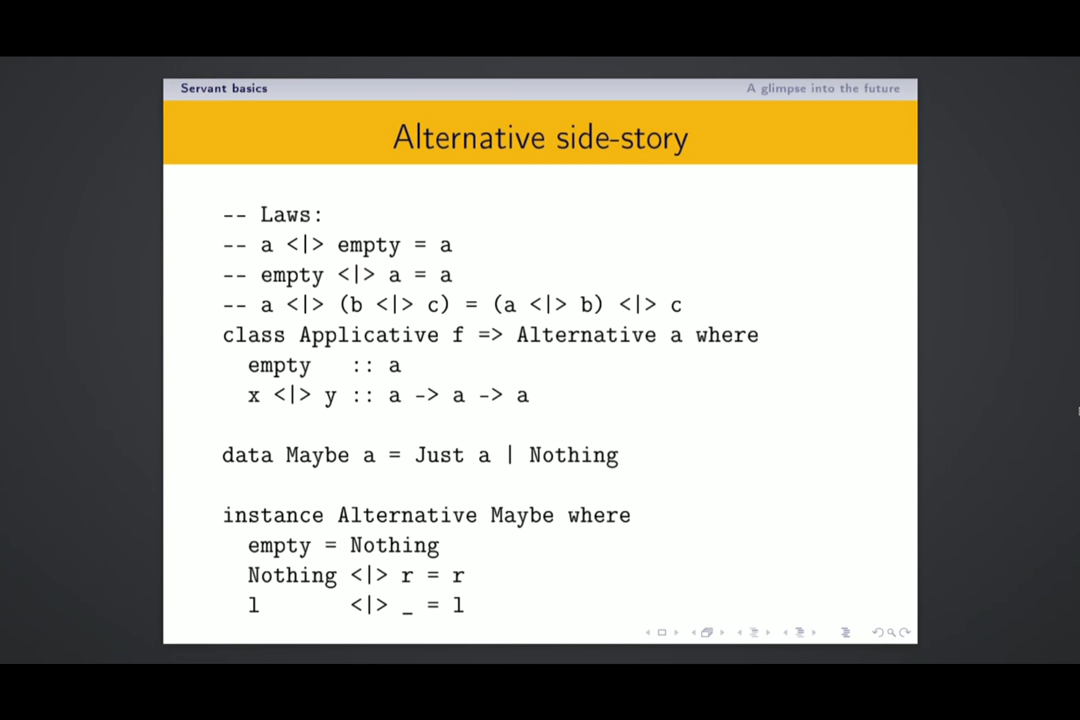 Servant basics
A glimpse into the future
Alternative side-story
-- Laws:
-- a <|> empty = a
-- empty <|> a = a
-- a <|> (b <|> c) = (a <|> b) <|> c
class Applicative f => Alternative a where
empty :: a
x <|> y :: a -> a -> a
data Maybe a = Just a | Nothing
instance Alternative Maybe where
empty = Nothing
Nothing <|> r = r
l <|> _ = l